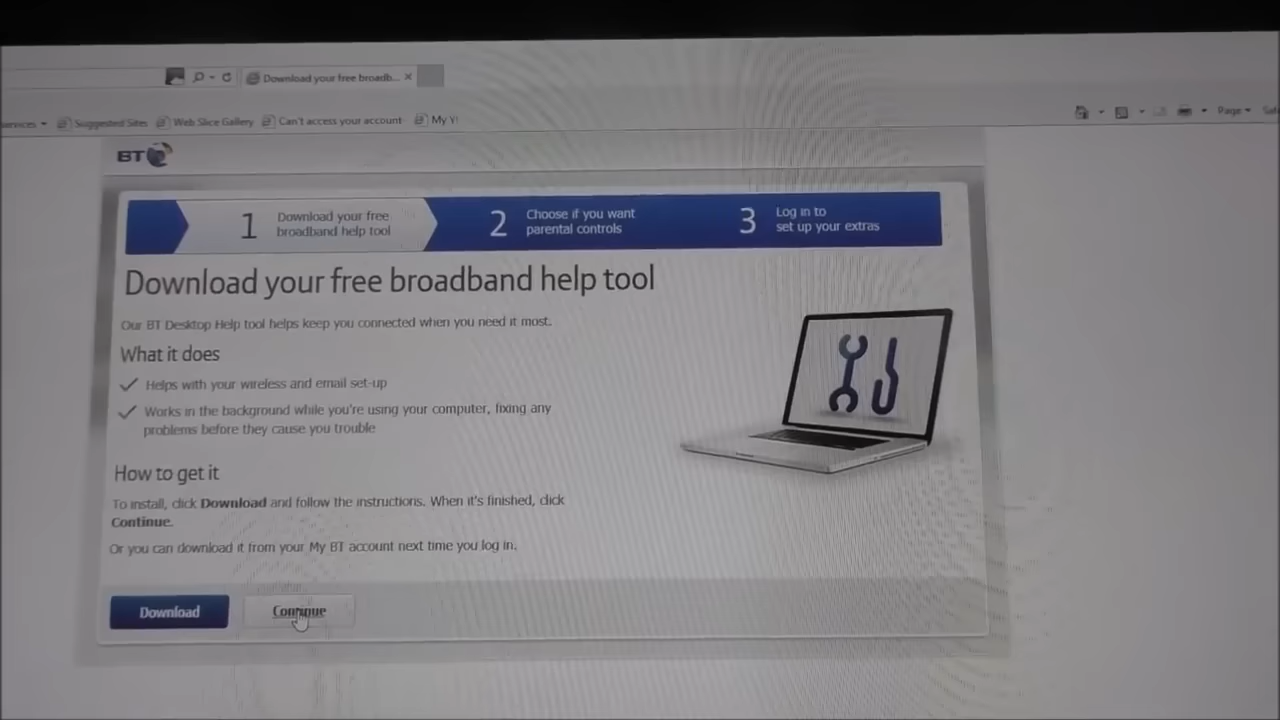 Download your free broadb...
Suggested Sites
Web Slice Gallery
Can't access your account
My Y!
Page
BT
1
Download your free
broadband help tool
2
Choose if you want
parental controls
3
Log in to
set up your extras
Download your free broadband help tool
Our BT Desktop Help tool helps keep you connected when you need it most.
What it does
Helps with your wireless and email set-up
Works in the background while you're using your computer, fixing any
problems before they cause you trouble
How to get it
To install, click Download and follow the instructions. When it's finished, click
Continue.
Or you can download it from your My BT account next time you log in.
Download
Continue